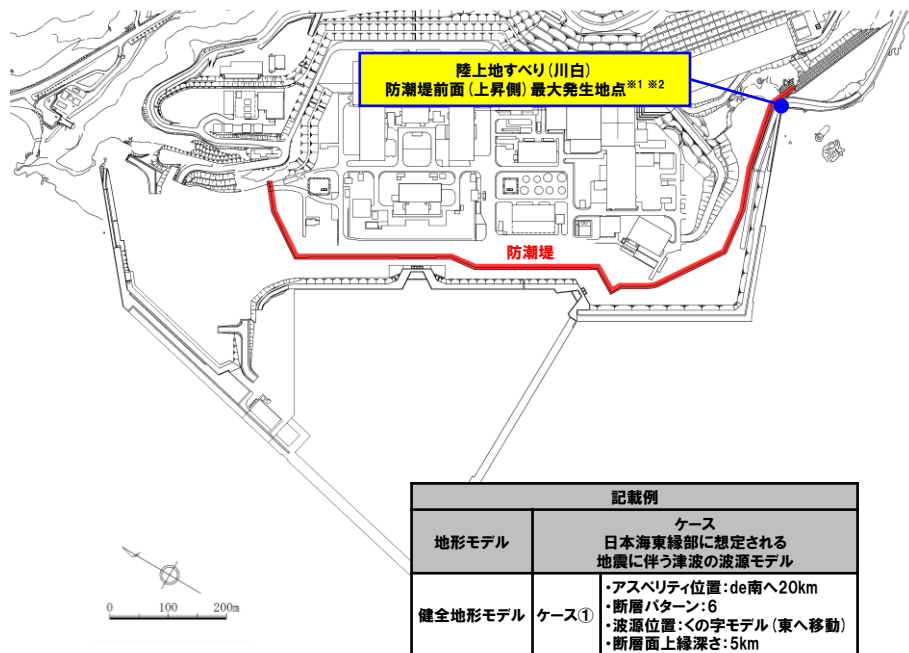 陸上地すべり(川白)
防潮堤前面(上昇側)最大発生地点※1 ※2
防潮堤
0 100 200m
記載例
地形モデル
ケース
日本海東縁部に想定される
地震に伴う津波の波源モデル
健全地形モデル
ケース①
・アスペリティ位置:de南へ20km
・断層パターン:6
・波源位置:くの字モデル(東へ移動)
・断層面上縁深さ:5km